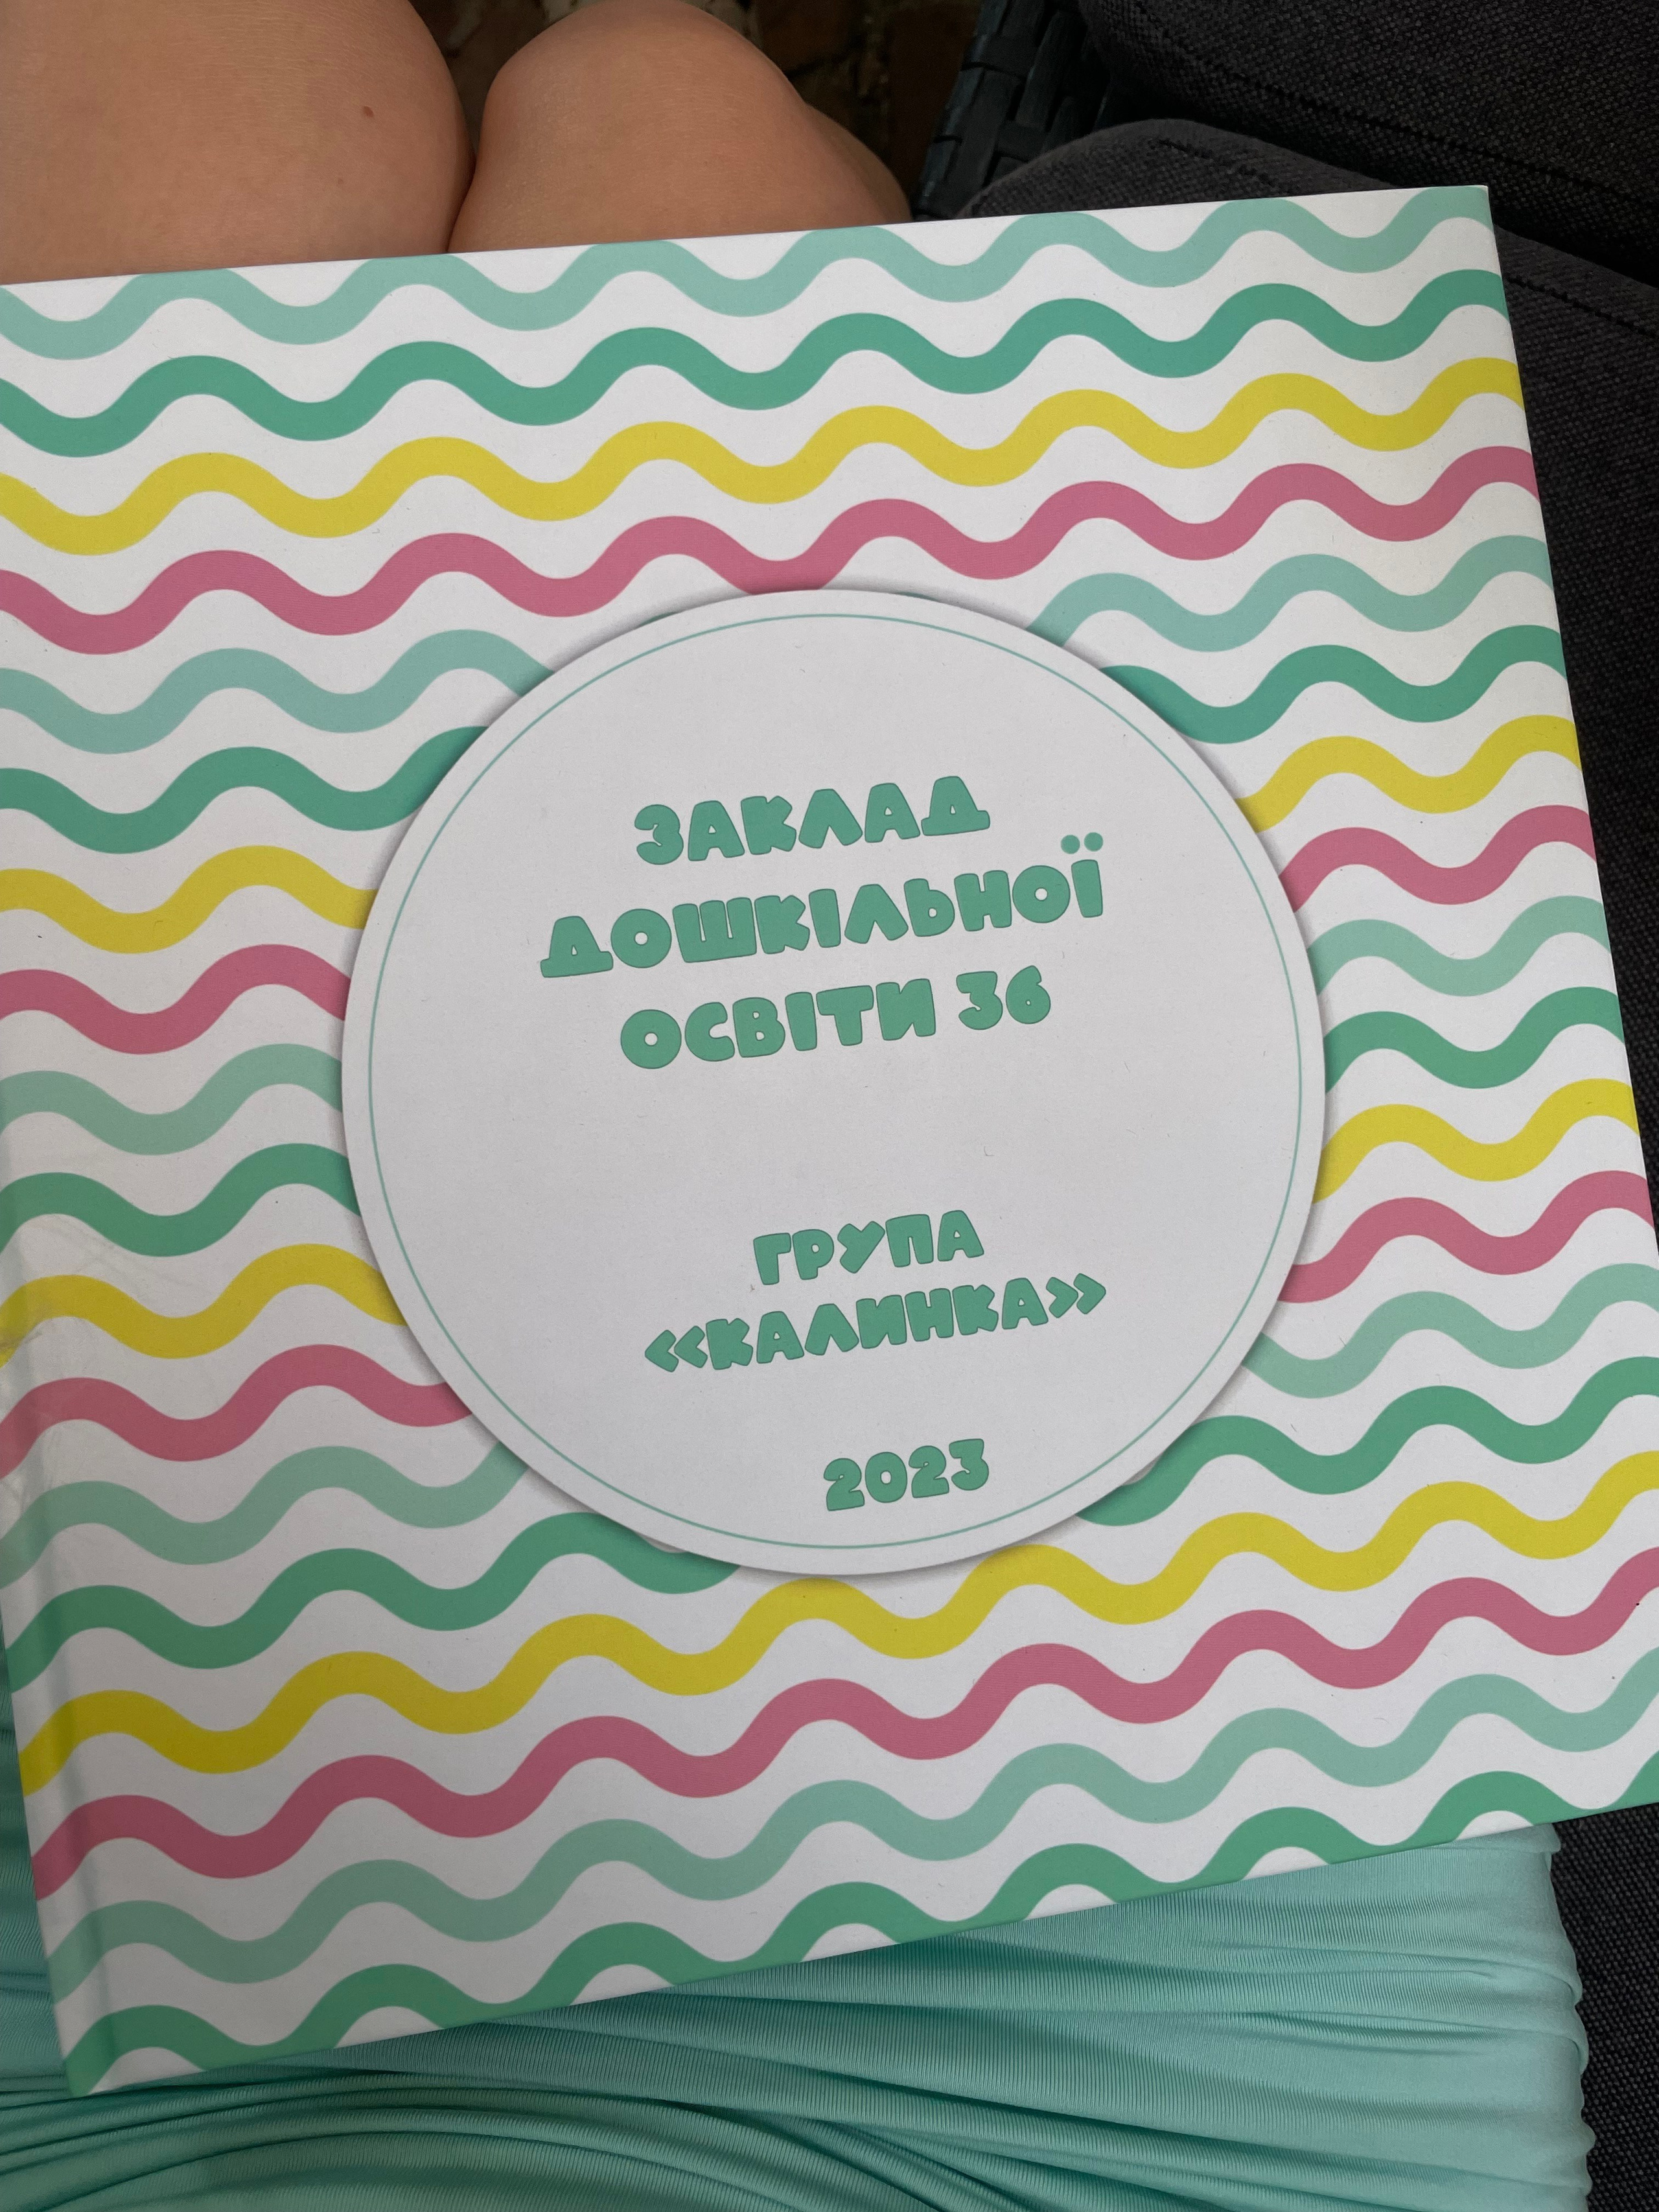 ЗАКЛАД
ДОШКІЛЬНОЇ
ОСВІТИ 36
ГРУПА
«КАЛИНКА»
2023